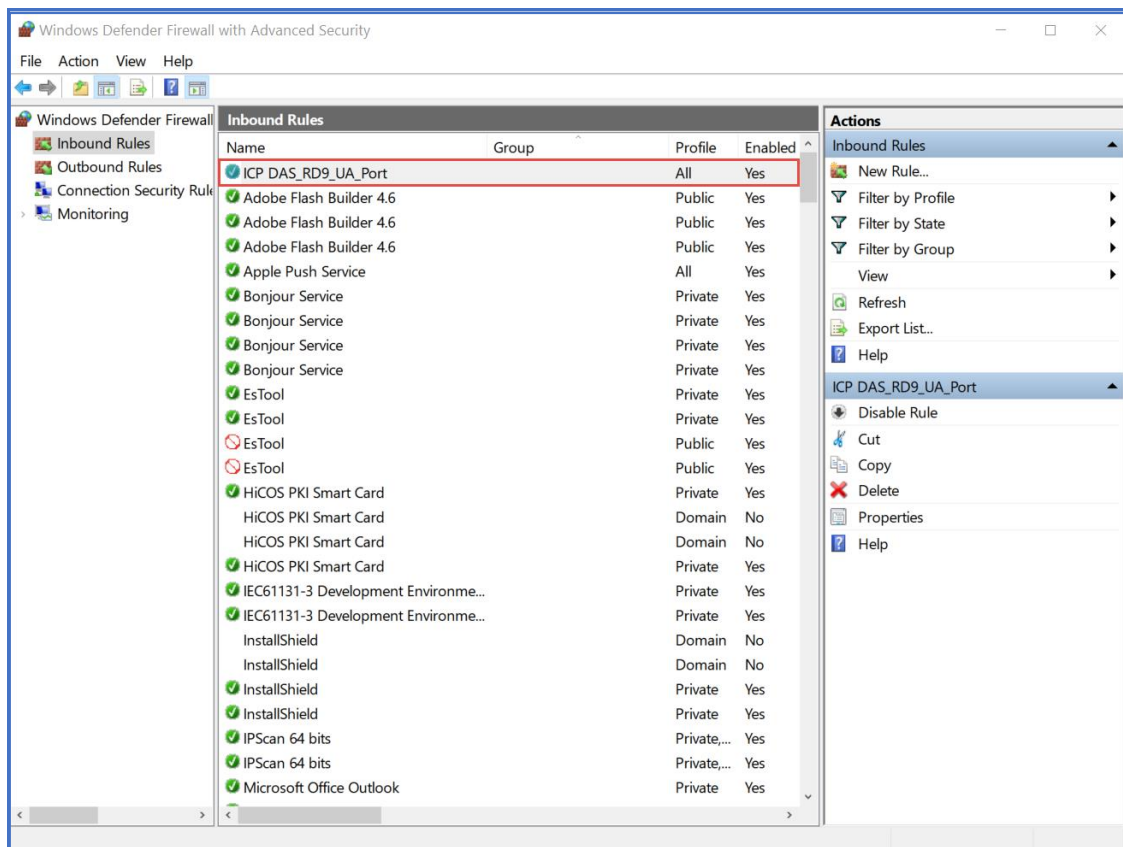 Windows Defender Firewall with Advanced Security
File Action View Help
Windows Defender Firewall
Inbound Rules
Outbound Rules
Connection Security Rule
Monitoring
Inbound Rules
Name Group Profile Enabled
ICP DAS_RD9_UA_Port All Yes
Adobe Flash Builder 4.6 Public Yes
Adobe Flash Builder 4.6 Public Yes
Adobe Flash Builder 4.6 Public Yes
Apple Push Service All Yes
Bonjour Service Private Yes
Bonjour Service Private Yes
Bonjour Service Private Yes
Bonjour Service Private Yes
EsTool Private Yes
EsTool Private Yes
EsTool Public Yes
EsTool Public Yes
HiCOS PKI Smart Card Private Yes
HiCOS PKI Smart Card Domain No
HiCOS PKI Smart Card Domain No
HiCOS PKI Smart Card Private Yes
IEC61131-3 Development Environme... Private Yes
IEC61131-3 Development Environme... Private Yes
InstallShield Domain No
InstallShield Domain No
InstallShield Private Yes
InstallShield Private Yes
IPScan 64 bits Private,... Yes
IPScan 64 bits Private,... Yes
Microsoft Office Outlook Private Yes
Actions
Inbound Rules
New Rule...
Filter by Profile
Filter by State
Filter by Group
View
Refresh
Export List...
Help
ICP DAS_RD9_UA_Port
Disable Rule
Cut
Copy
Delete
Properties
Help